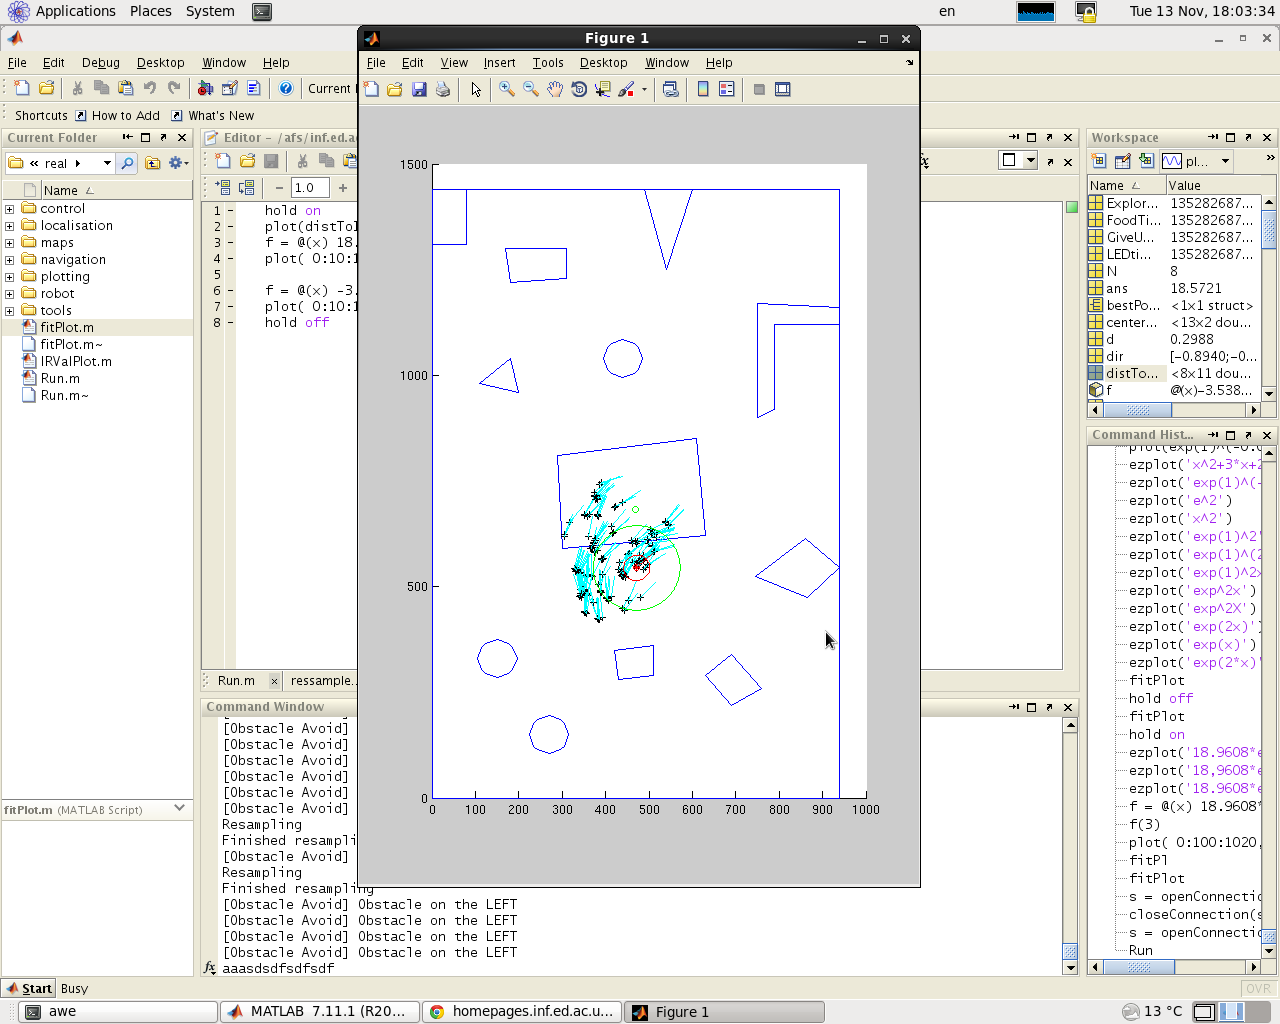 Applications Places System en Tue 13 Nov, 18:03:34
Figure 1
File Edit Debug Desktop Window Help
File Edit View Insert Tools Desktop Window Help
Current
Shortcuts How to Add What's New
Current Folder
« real
Name
control
localisation
maps
navigation
plotting
robot
tools
fitPlot.m
fitPlot.m~
IRValPlot.m
Run.m
Run.m~
fitPlot.m (MATLAB Script)
Editor - /afs/inf.ed.ac
1.0
1 hold on
2 plot(distTo
3 f = @(x) 18.
4 plot( 0:10:1
5
6 f = @(x) -3.
7 plot( 0:10:1
8 hold off
Run.m ressample.
1500
1000
500
0
0 100 200 300 400 500 600 700 800 900 1000
Command Window
[Obstacle Avoid]
[Obstacle Avoid]
[Obstacle Avoid]
[Obstacle Avoid]
[Obstacle Avoid]
[Obstacle Avoid]
Resampling
Finished resampli
[Obstacle Avoid]
Resampling
Finished resampling
[Obstacle Avoid] Obstacle on the LEFT
[Obstacle Avoid] Obstacle on the LEFT
[Obstacle Avoid] Obstacle on the LEFT
[Obstacle Avoid] Obstacle on the LEFT
fx aaasdsdfsdfsdf
Workspace
pl...
Name Value
Explor... 135282687...
FoodTi... 135282687...
GiveU... 135282687...
LEDti... 135282687...
N 8
ans 18.5721
bestPo... <1x1 struct>
center... <13x2 dou...
d 0.2988
dir [-0.8940;-0...
distTo... <8x11 dou...
f @(x)-3.538...
Command Hist...
plot(exp(1)^(-0.0
ezplot('x^2+3*x+2
ezplot('exp(1)^(-
ezplot('e^2')
ezplot('x^2')
ezplot('exp(1)^2'
ezplot('exp(1)^(2
ezplot('exp(1)^2x
ezplot('exp^2x')
ezplot('exp^2X')
ezplot('exp(2x)')
ezplot('exp(x)')
ezplot('exp(2*x)'
fitPlot
hold off
fitPlot
hold on
ezplot('18.9608*e
ezplot('18,9608*e
ezplot('18.9608*e
f = @(x) 18.9608*
f(3)
plot( 0:100:1020,
fitPl
fitPlot
s = openConnectio
closeConnection(s
s = openConnectio
Run
Start Busy OVR
awe MATLAB 7.11.1 (R20... homepages.inf.ed.ac.u... Figure 1 13 °C